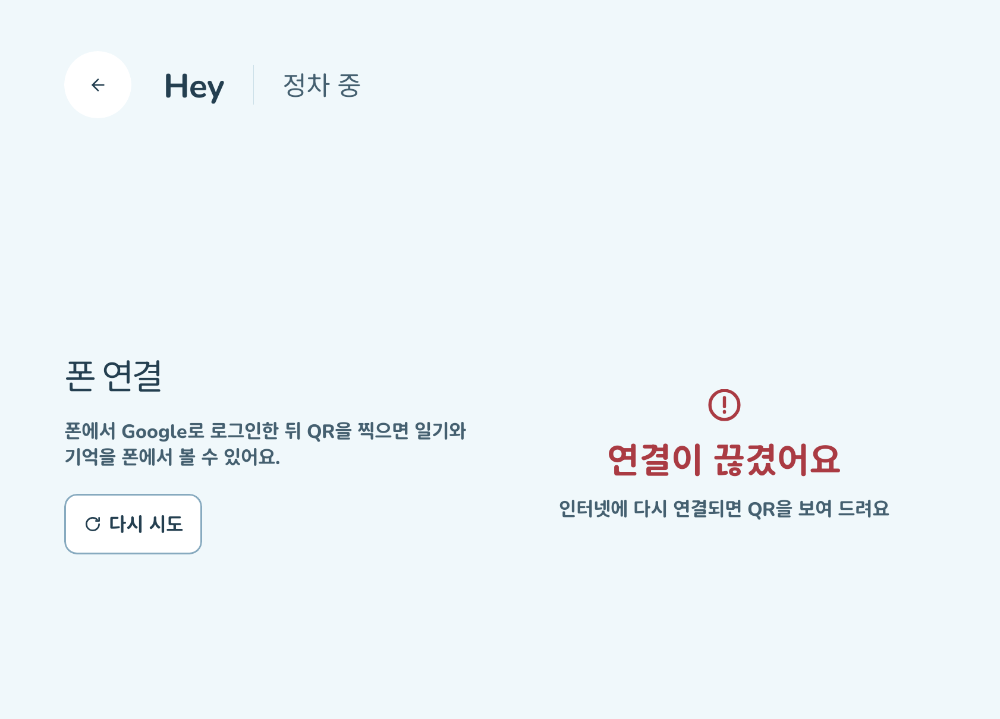 Hey
정차 중
폰 연결
폰에서 Google로 로그인한 뒤 QR을 찍으면 일기와
기억을 폰에서 볼 수 있어요.
다시 시도
연결이 끊겼어요
인터넷에 다시 연결되면 QR을 보여 드려요